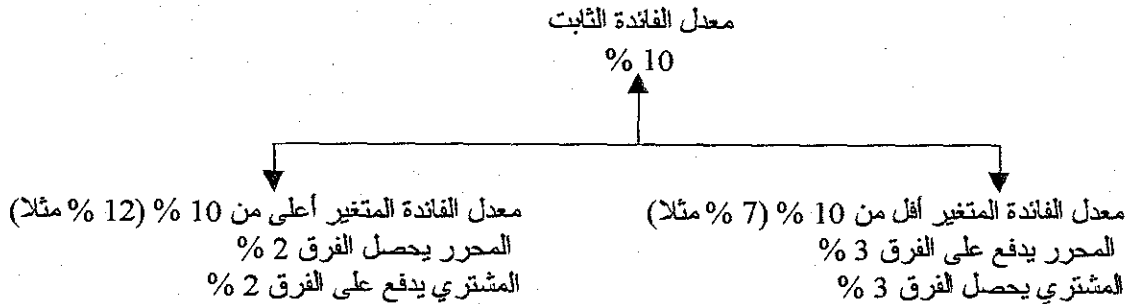 معدل الفائدة الثابت
10 %
معدل الفائدة المتغير أقل من 10 % (7 % مثلا)
المحرر يدفع على الفرق 3 %
المشتري يحصل الفرق 3 %
معدل الفائدة المتغير أعلى من 10 % (12 % مثلا)
المحرر يحصل الفرق 2 %
المشتري يدفع على الفرق 2 %